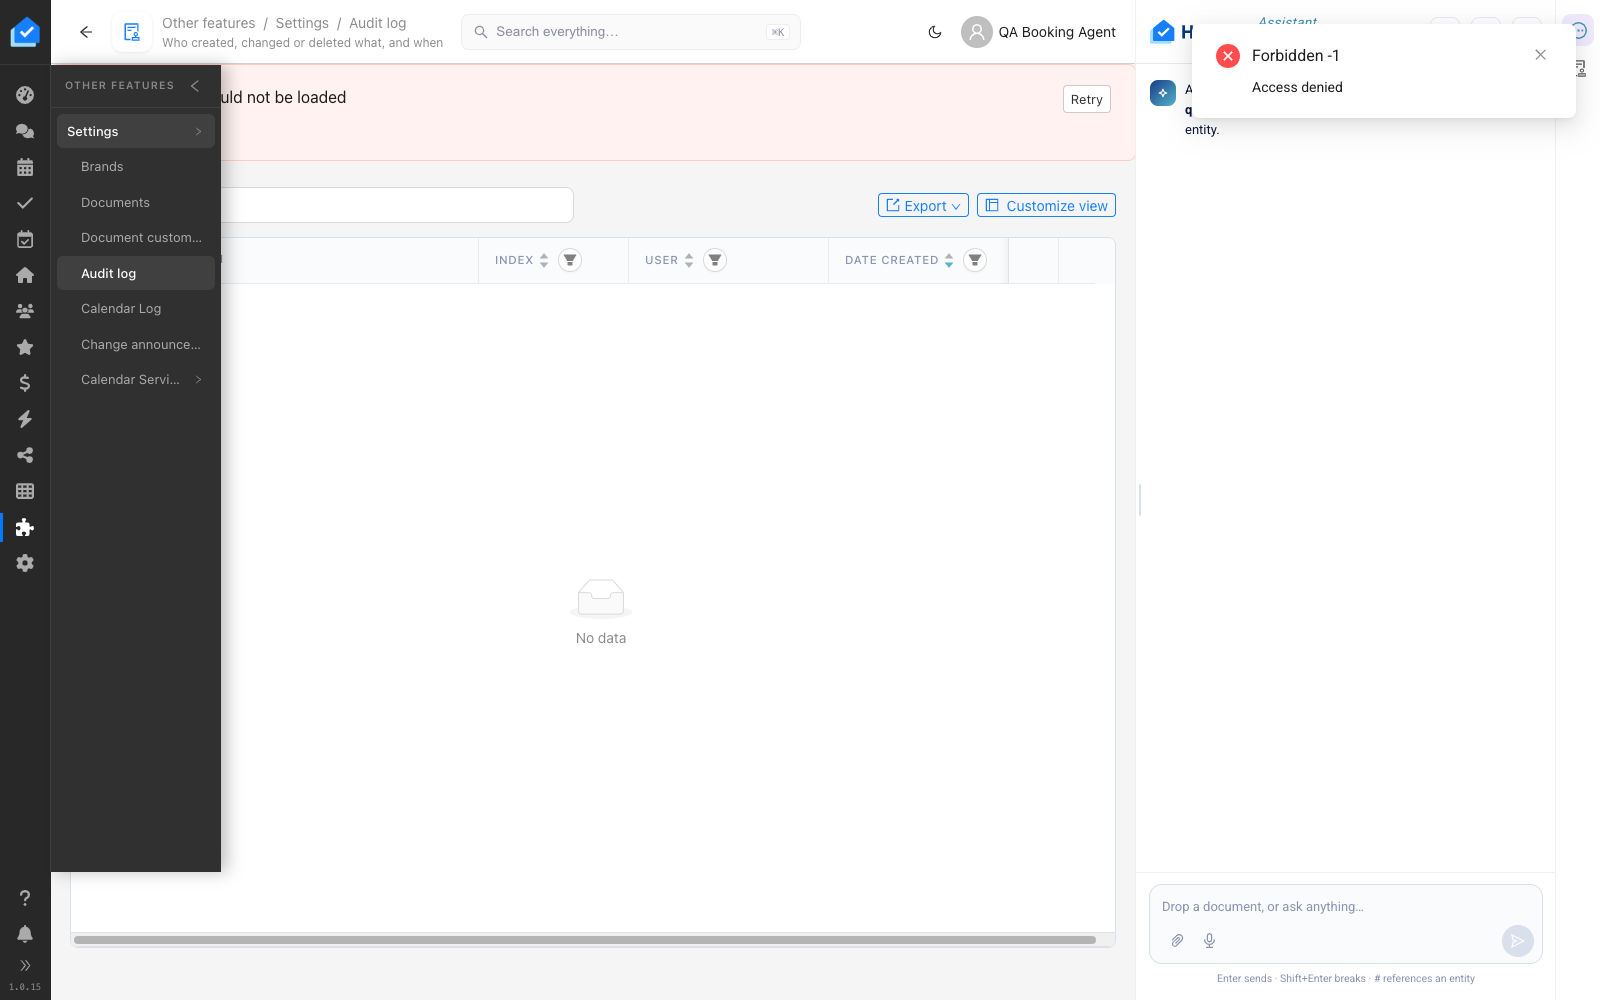 Other features / Settings / Audit log
Who created, changed or deleted what, and when
Search everything...
⌘K
QA Booking Agent
Assistant
Forbidden -1
Access denied
entity.
OTHER FEATURES
Settings
Brands
Documents
Document custom...
Audit log
Calendar Log
Change announce...
Calendar Servi...
not be loaded
Retry
Export
Customize view
INDEX
USER
DATE CREATED
No data
Drop a document, or ask anything...
Enter sends · Shift+Enter breaks · # references an entity
1.0.15